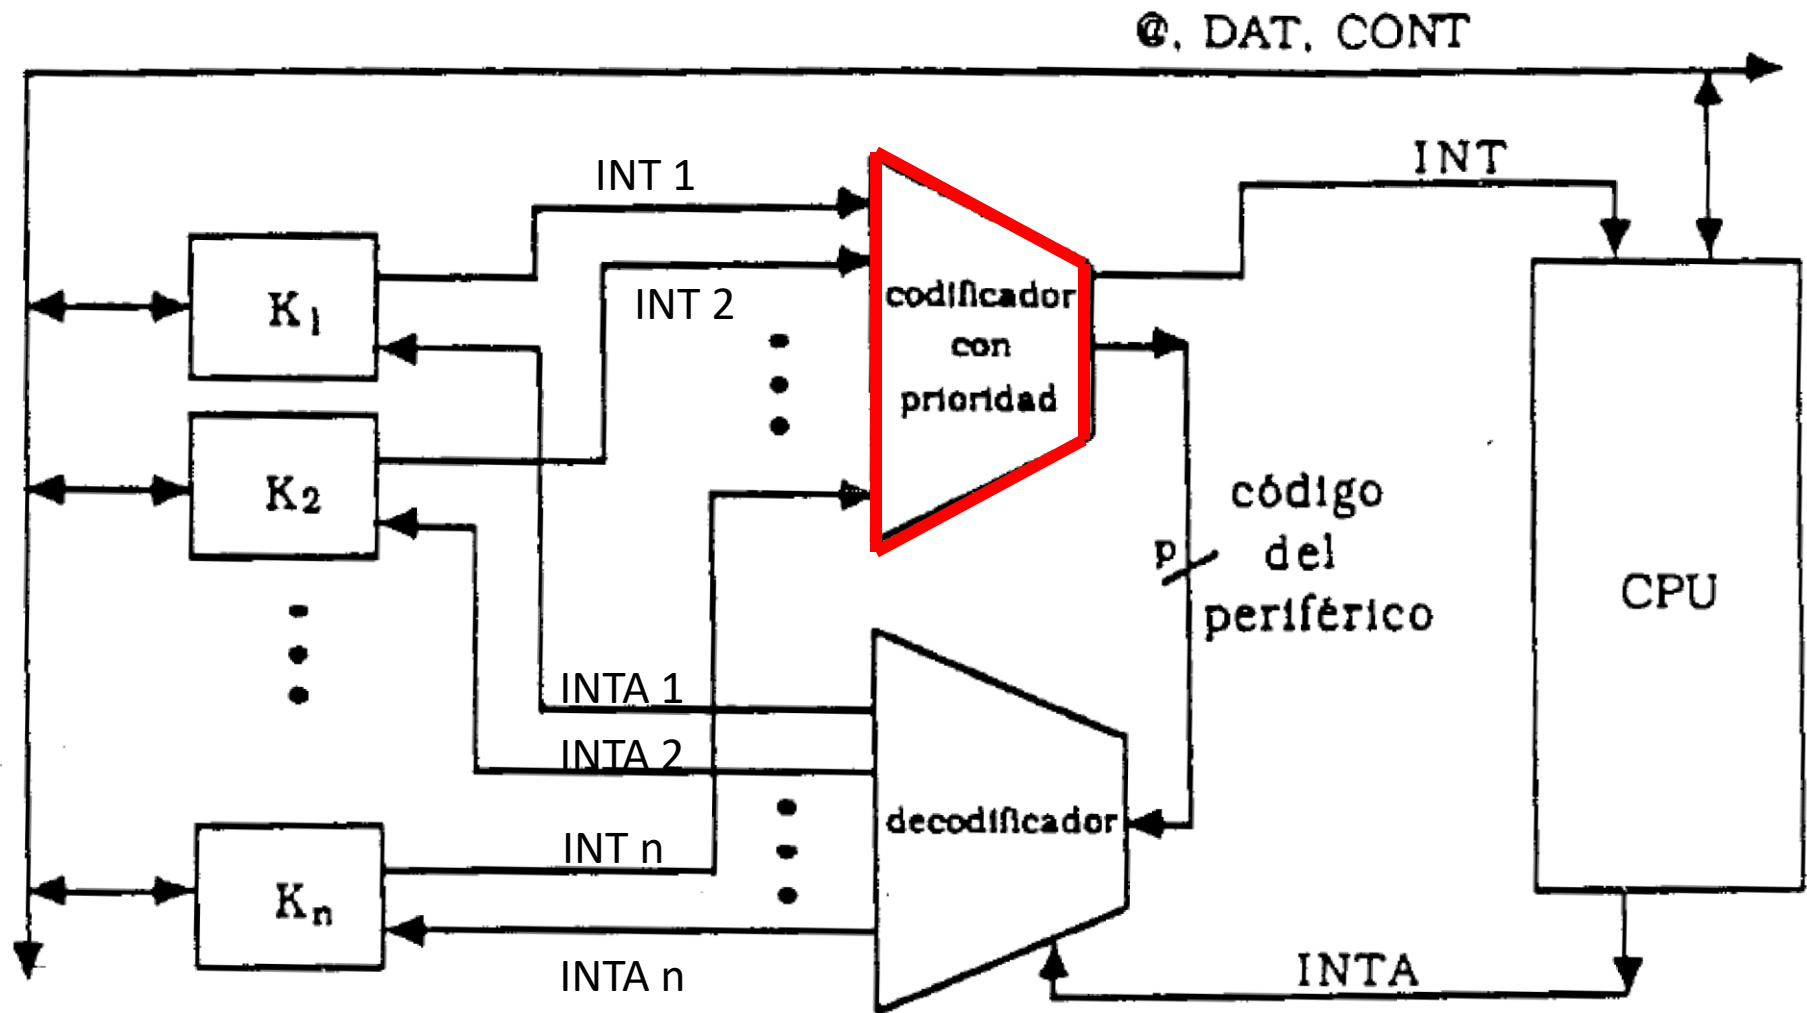 @, DAT, CONT
INT 1
INT
K1
INT 2
codificador
con
prioridad
K2
código
p
del
periférico
CPU
INTA 1
INTA 2
decodificador
INT n
Kn
INTA n
INTA